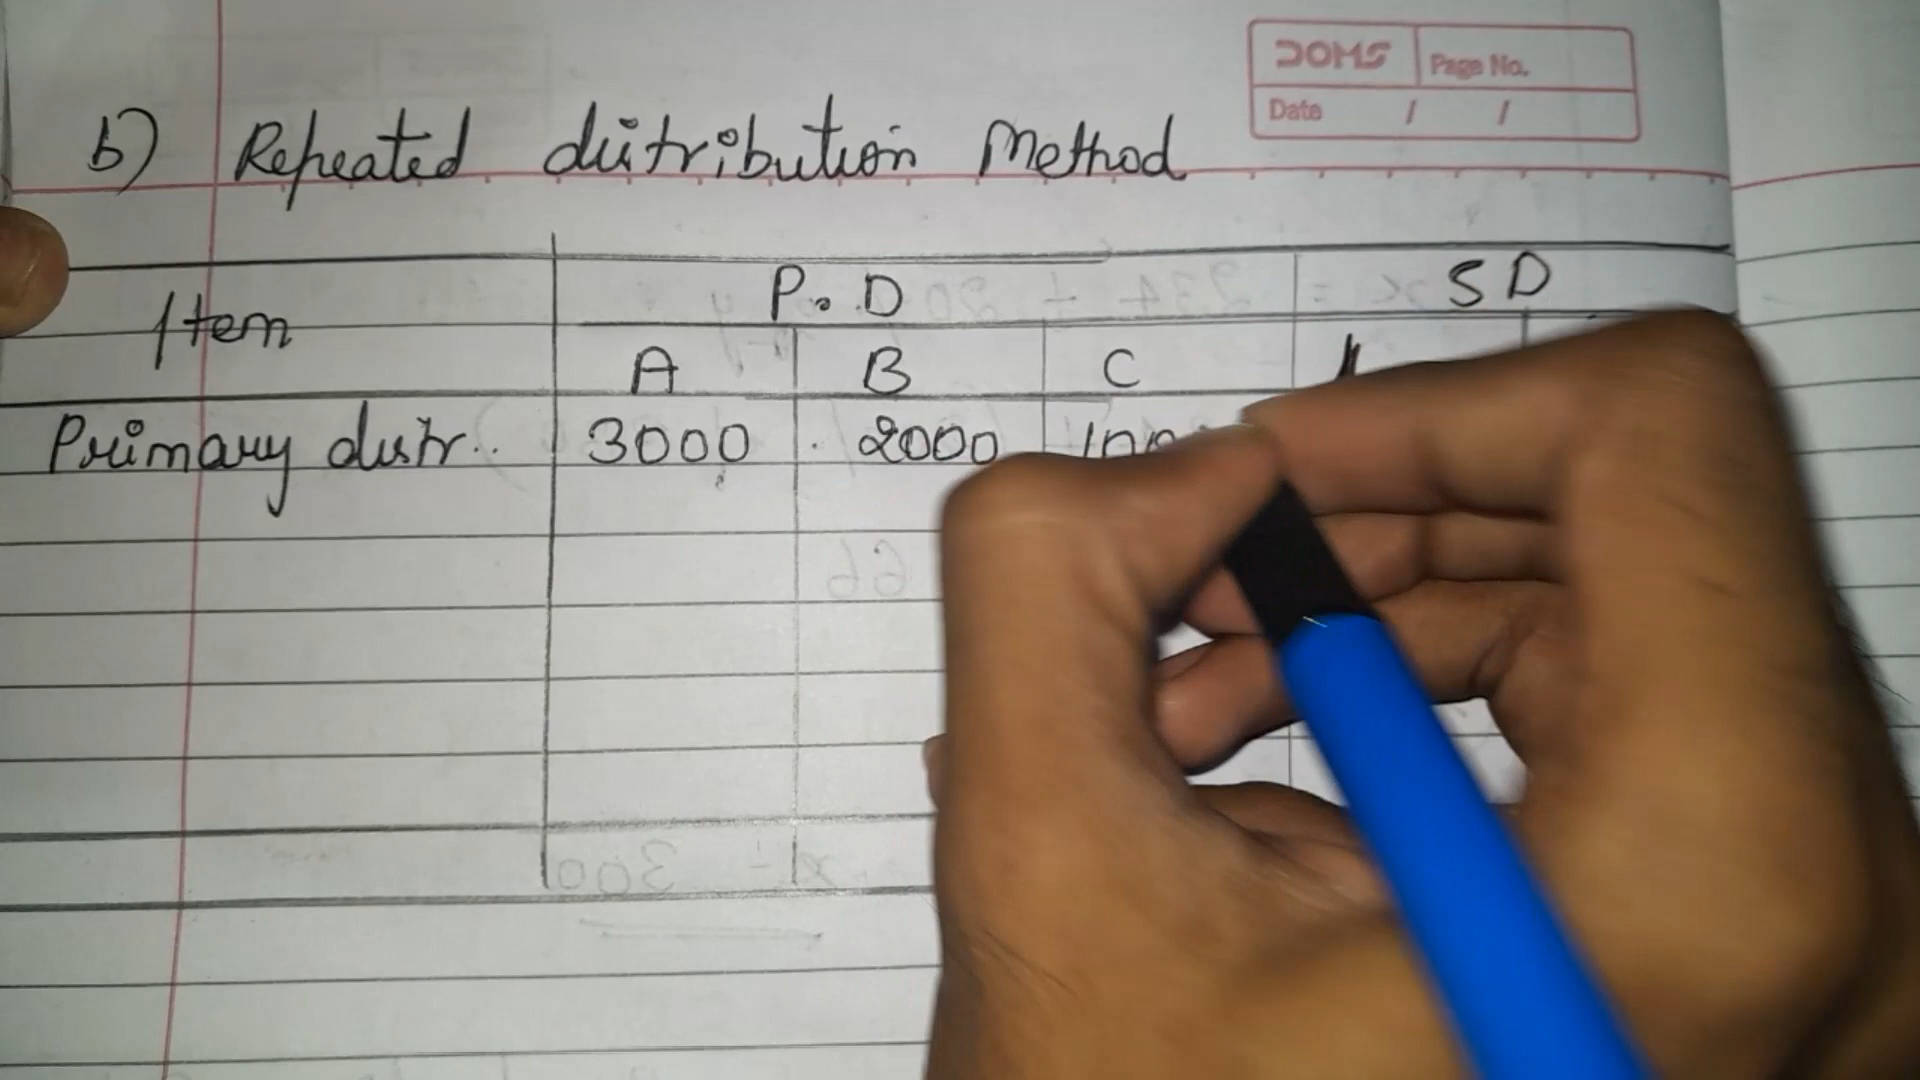 DOMS Page No.
Date / /
b) Repeated distribution Method
Item P.D SD
A B C
Primary distr.. 3000 2000